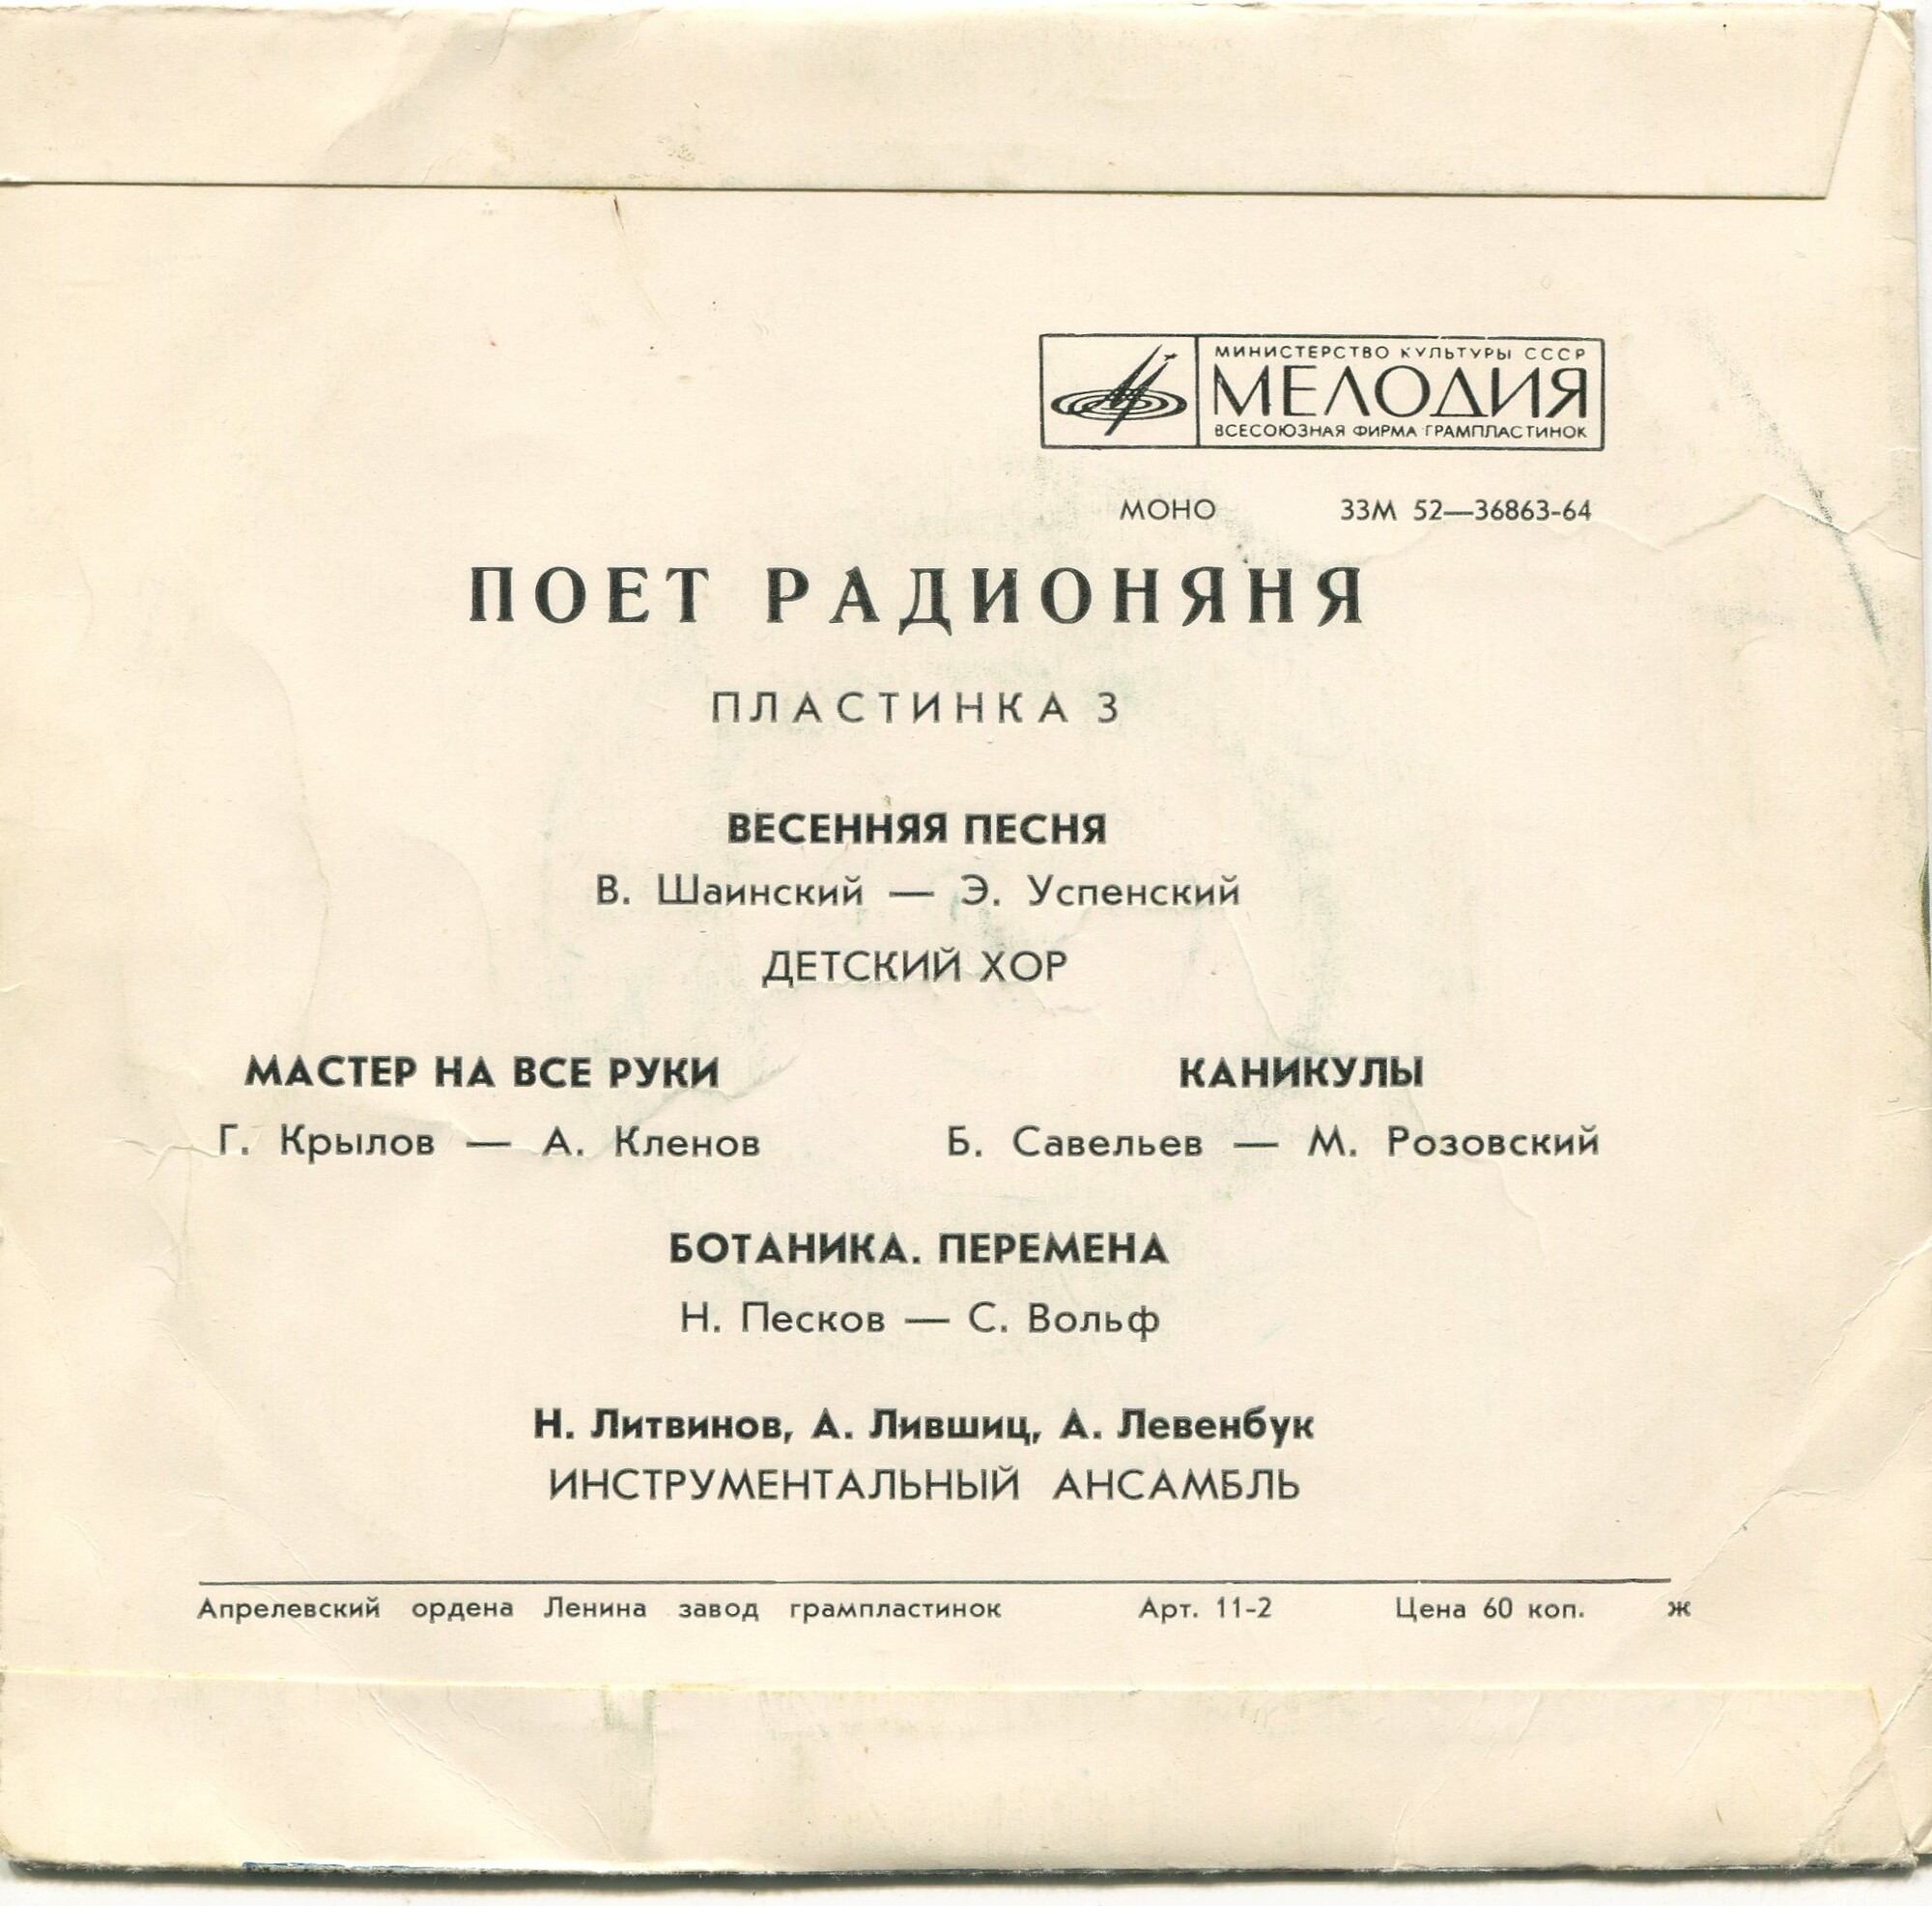 МИНИСТЕРСТВО КУЛЬТУРЫ СССР
МЕЛОДИЯ
ВСЕСОЮЗНАЯ ФИРМА ГРАМПЛАСТИНОК
МОНО 33М 52—36863-64
ПОЕТ РАДИОНЯНЯ
ПЛАСТИНКА 3
ВЕСЕННЯЯ ПЕСНЯ
В. Шаинский — Э. Успенский
ДЕТСКИЙ ХОР
МАСТЕР НА ВСЕ РУКИ
Г. Крылов — А. Кленов
КАНИКУЛЫ
Б. Савельев — М. Розовский
БОТАНИКА. ПЕРЕМЕНА
Н. Песков — С. Вольф
Н. Литвинов, А. Лившиц, А. Левенбук
ИНСТРУМЕНТАЛЬНЫЙ АНСАМБЛЬ
Апрелевский ордена Ленина завод грампластинок Арт. 11-2 Цена 60 коп. ж